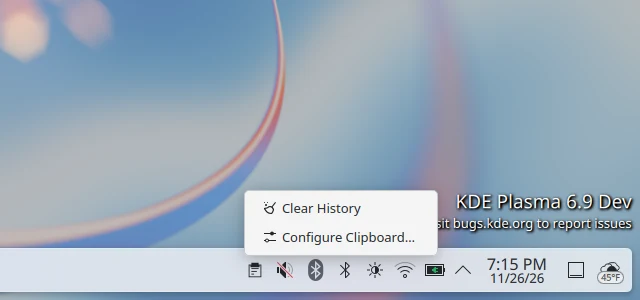 KDE Plasma 6.9 Dev
sit bugs.kde.org to report issues
Clear History
Configure Clipboard...
7:15 PM
11/26/26
45°F